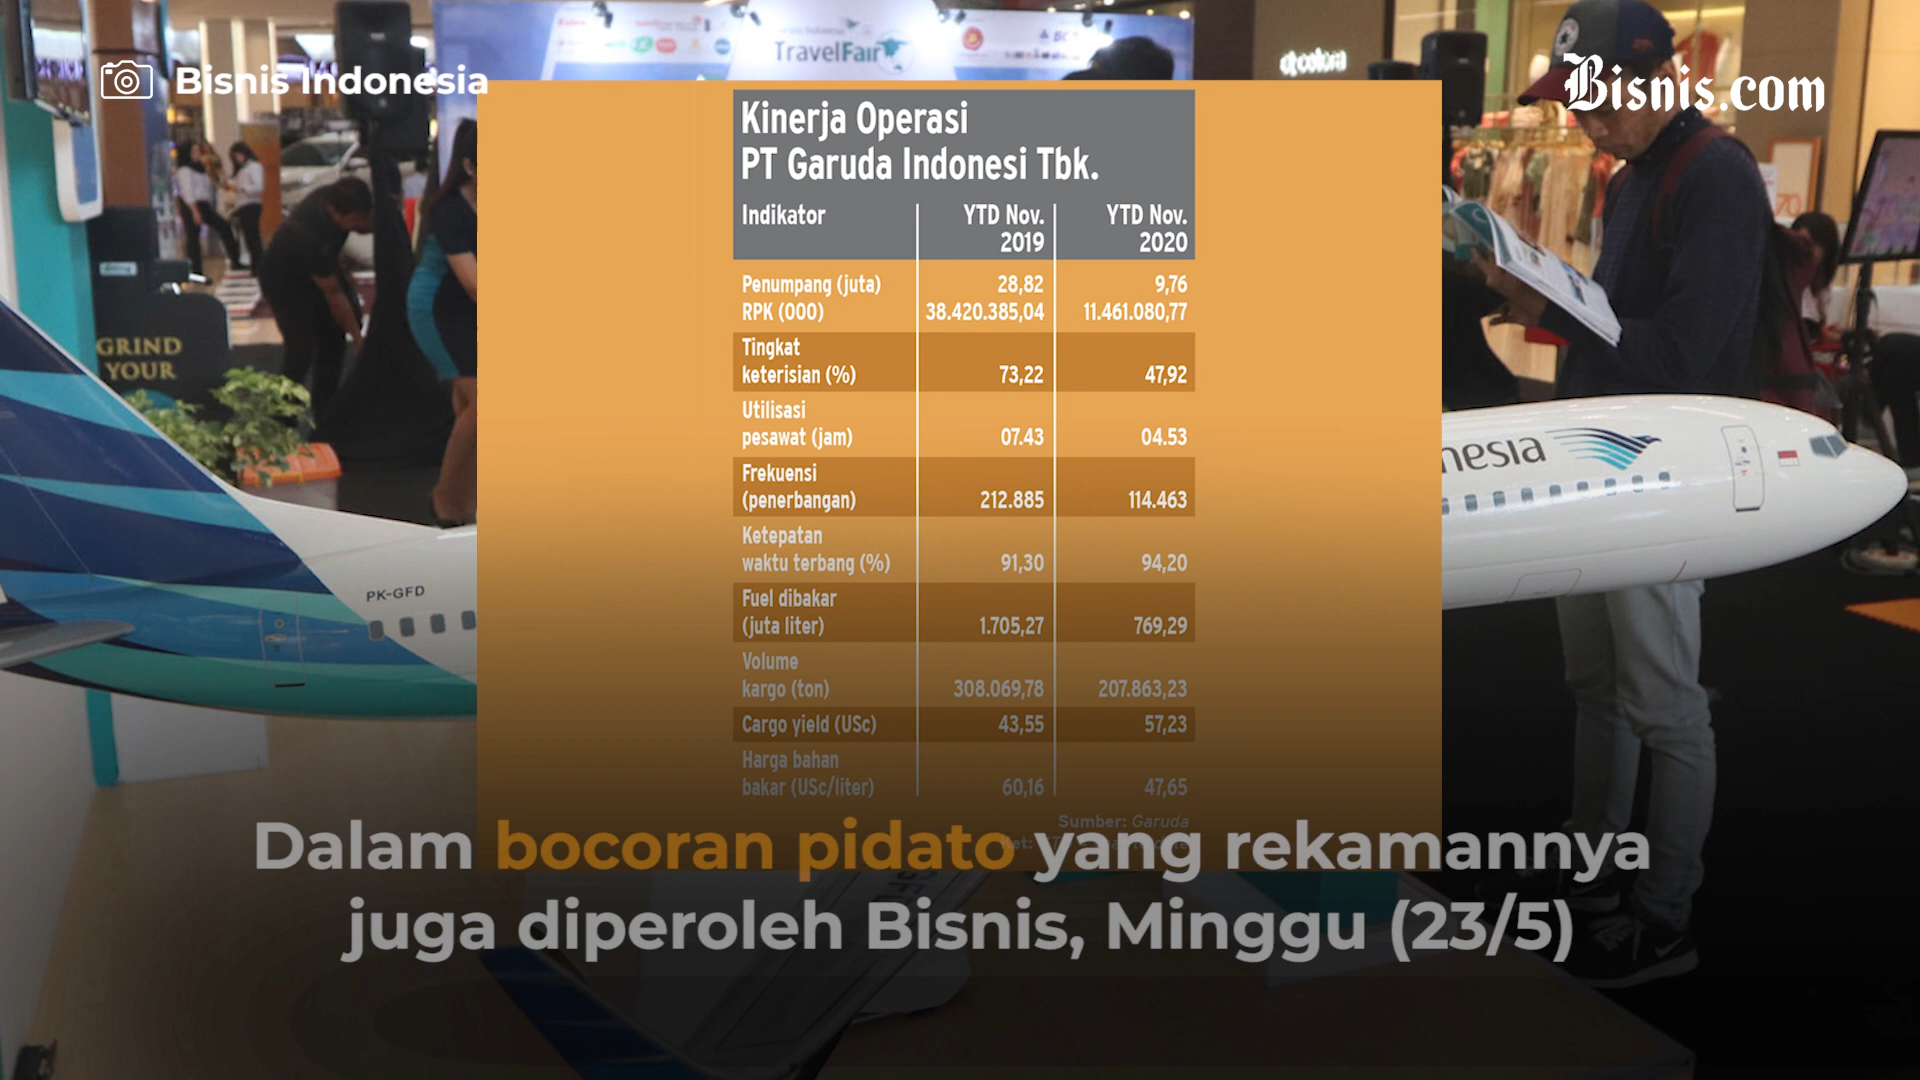 Bisnis Indonesia
TravelFair
colora
Bisnis.com
Kinerja Operasi
PT Garuda Indonesi Tbk.
Indikator
YTD Nov. 2019
YTD Nov. 2020
Penumpang (juta) 28,82 9,76
RPK (000) 38.420.385,04 11.461.080,77
Tingkat
keterisian (%) 73,22 47,92
Utilisasi
pesawat (jam) 07.43 04.53
Frekuensi
(penerbangan) 212.885 114.463
Ketepatan
waktu terbang (%) 91,30 94,20
Fuel dibakar
(juta liter) 1.705,27 769,29
Volume
kargo (ton) 308.069,78 207.863,23
Cargo yield (USc) 43,55 57,23
Harga bahan
bakar (USc/liter) 60,16 47,65
Sumber: Garuda
Ket:
GRIND
YOUR
PK-GFD
nesia
Dalam bocoran pidato yang rekamannya
juga diperoleh Bisnis, Minggu (23/5)